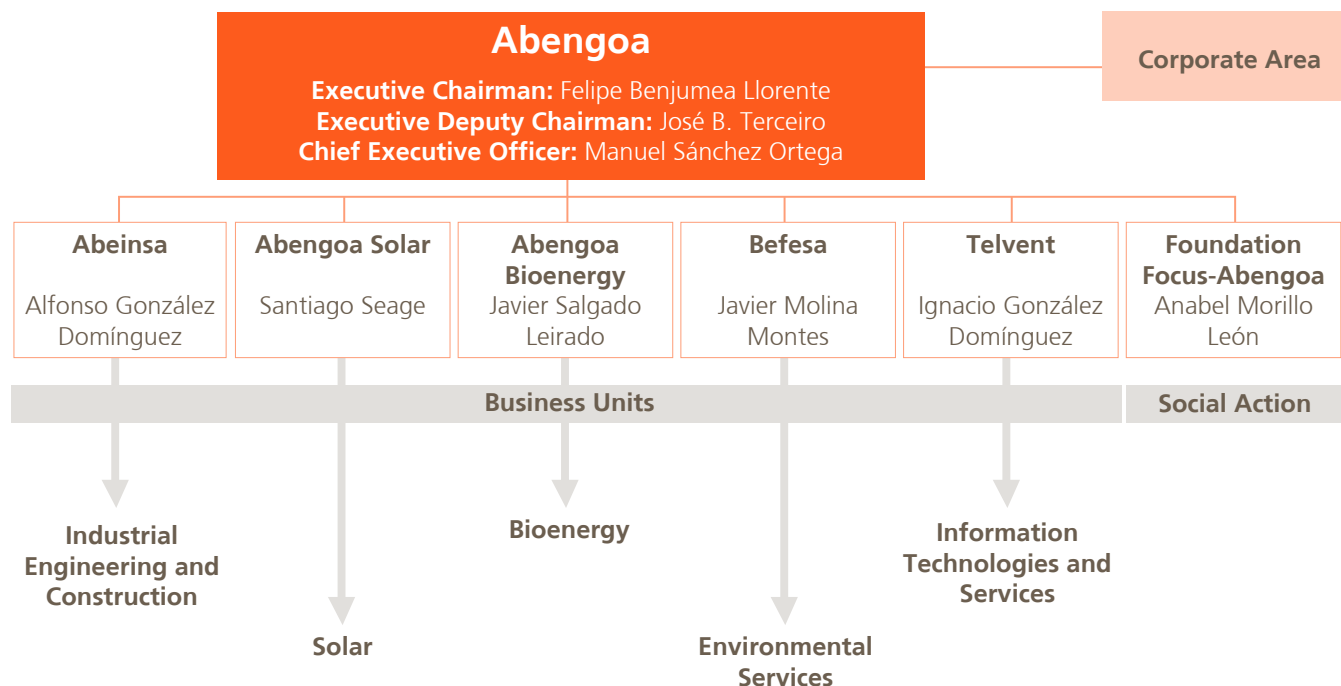 Abengoa
Executive Chairman: Felipe Benjumea Llorente
Executive Deputy Chairman: José B. Terceiro
Chief Executive Officer: Manuel Sánchez Ortega
Corporate Area
Abeinsa
Alfonso González
Domínguez
Abengoa Solar
Santiago Seage
Abengoa
Bioenergy
Javier Salgado
Leirado
Befesa
Javier Molina
Montes
Telvent
Ignacio González
Domínguez
Foundation
Focus-Abengoa
Anabel Morillo
León
Business Units
Social Action
Industrial
Engineering and
Construction
Solar
Bioenergy
Environmental
Services
Information
Technologies and
Services